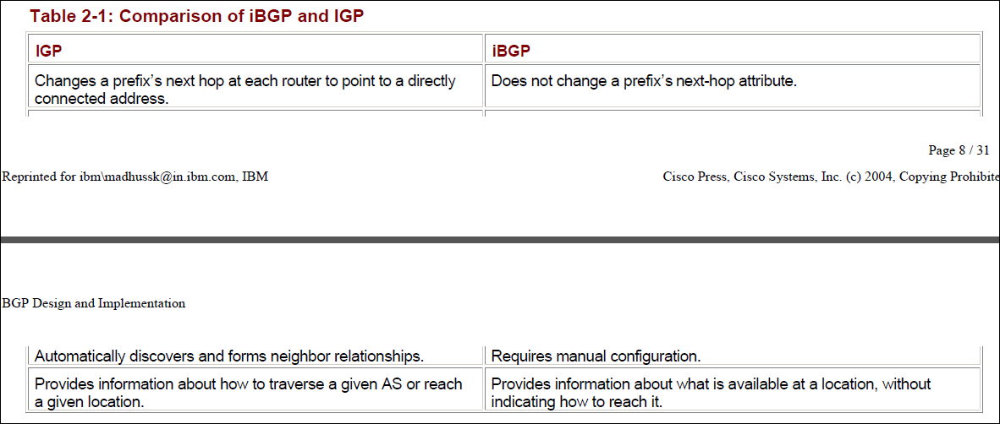 Table 2-1: Comparison of iBGP and IGP
IGP iBGP
Changes a prefix's next hop at each router to point to a directly Does not change a prefix's next-hop attribute.
connected address.
Page 8 / 31
Reprinted for ibm\madhussk@in.ibm.com, IBM Cisco Press, Cisco Systems, Inc. (c) 2004, Copying Prohibite
BGP Design and Implementation
Automatically discovers and forms neighbor relationships. Requires manual configuration.
Provides information about how to traverse a given AS or reach Provides information about what is available at a location, without
a given location. indicating how to reach it.